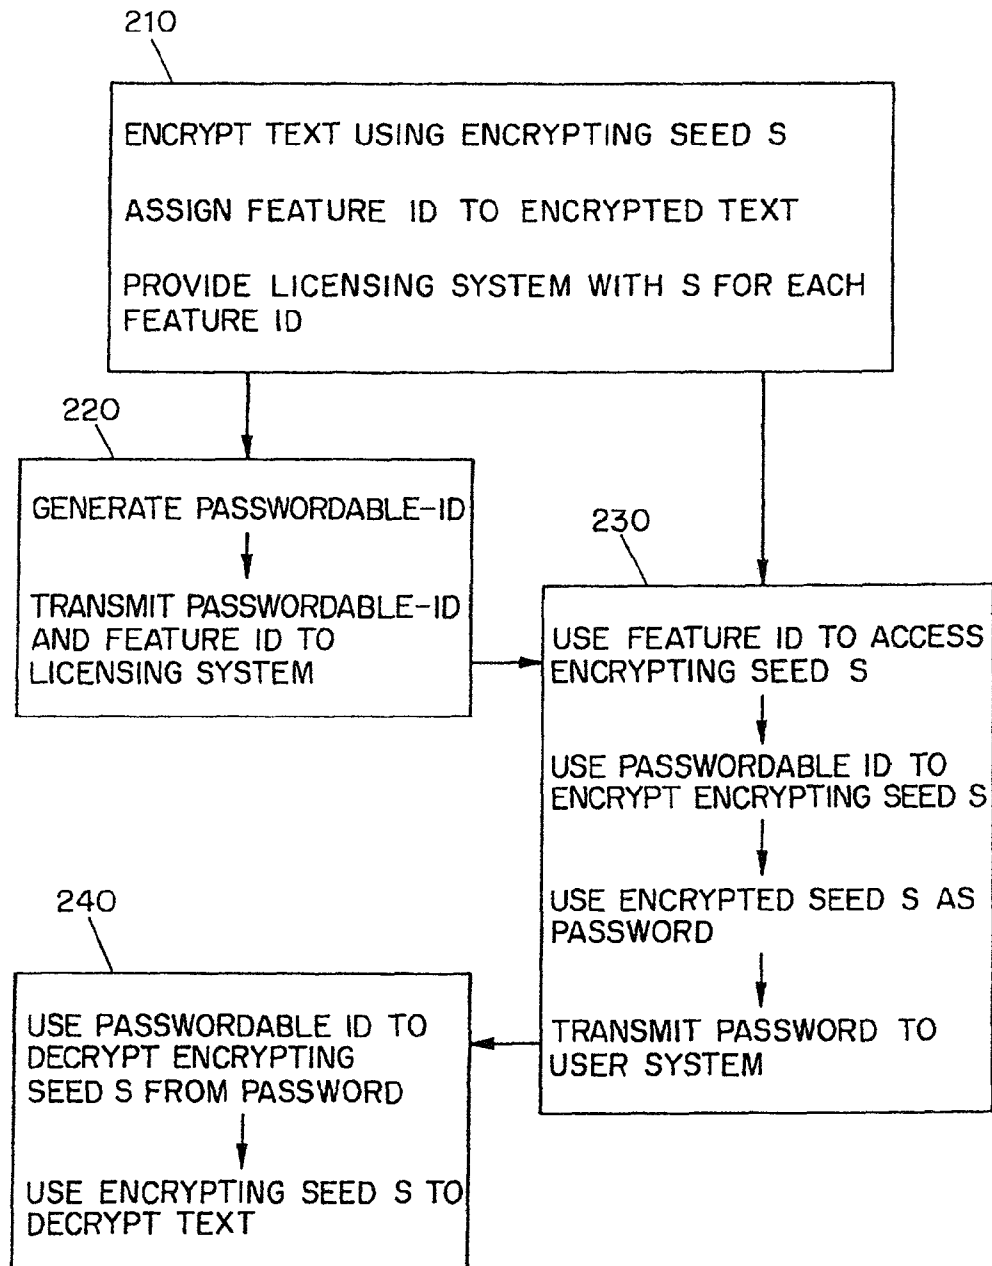 210
ENCRYPT TEXT USING ENCRYPTING SEED S
ASSIGN FEATURE ID TO ENCRYPTED TEXT
PROVIDE LICENSING SYSTEM WITH S FOR EACH
FEATURE ID
220
GENERATE PASSWORDABLE-ID
TRANSMIT PASSWORDABLE-ID
AND FEATURE ID TO
LICENSING SYSTEM
230
USE FEATURE ID TO ACCESS
ENCRYPTING SEED S
USE PASSWORDABLE ID TO
ENCRYPT ENCRYPTING SEED S
USE ENCRYPTED SEED S AS
PASSWORD
TRANSMIT PASSWORD TO
USER SYSTEM
240
USE PASSWORDABLE ID TO
DECRYPT ENCRYPTING
SEED S FROM PASSWORD
USE ENCRYPTING SEED S TO
DECRYPT TEXT